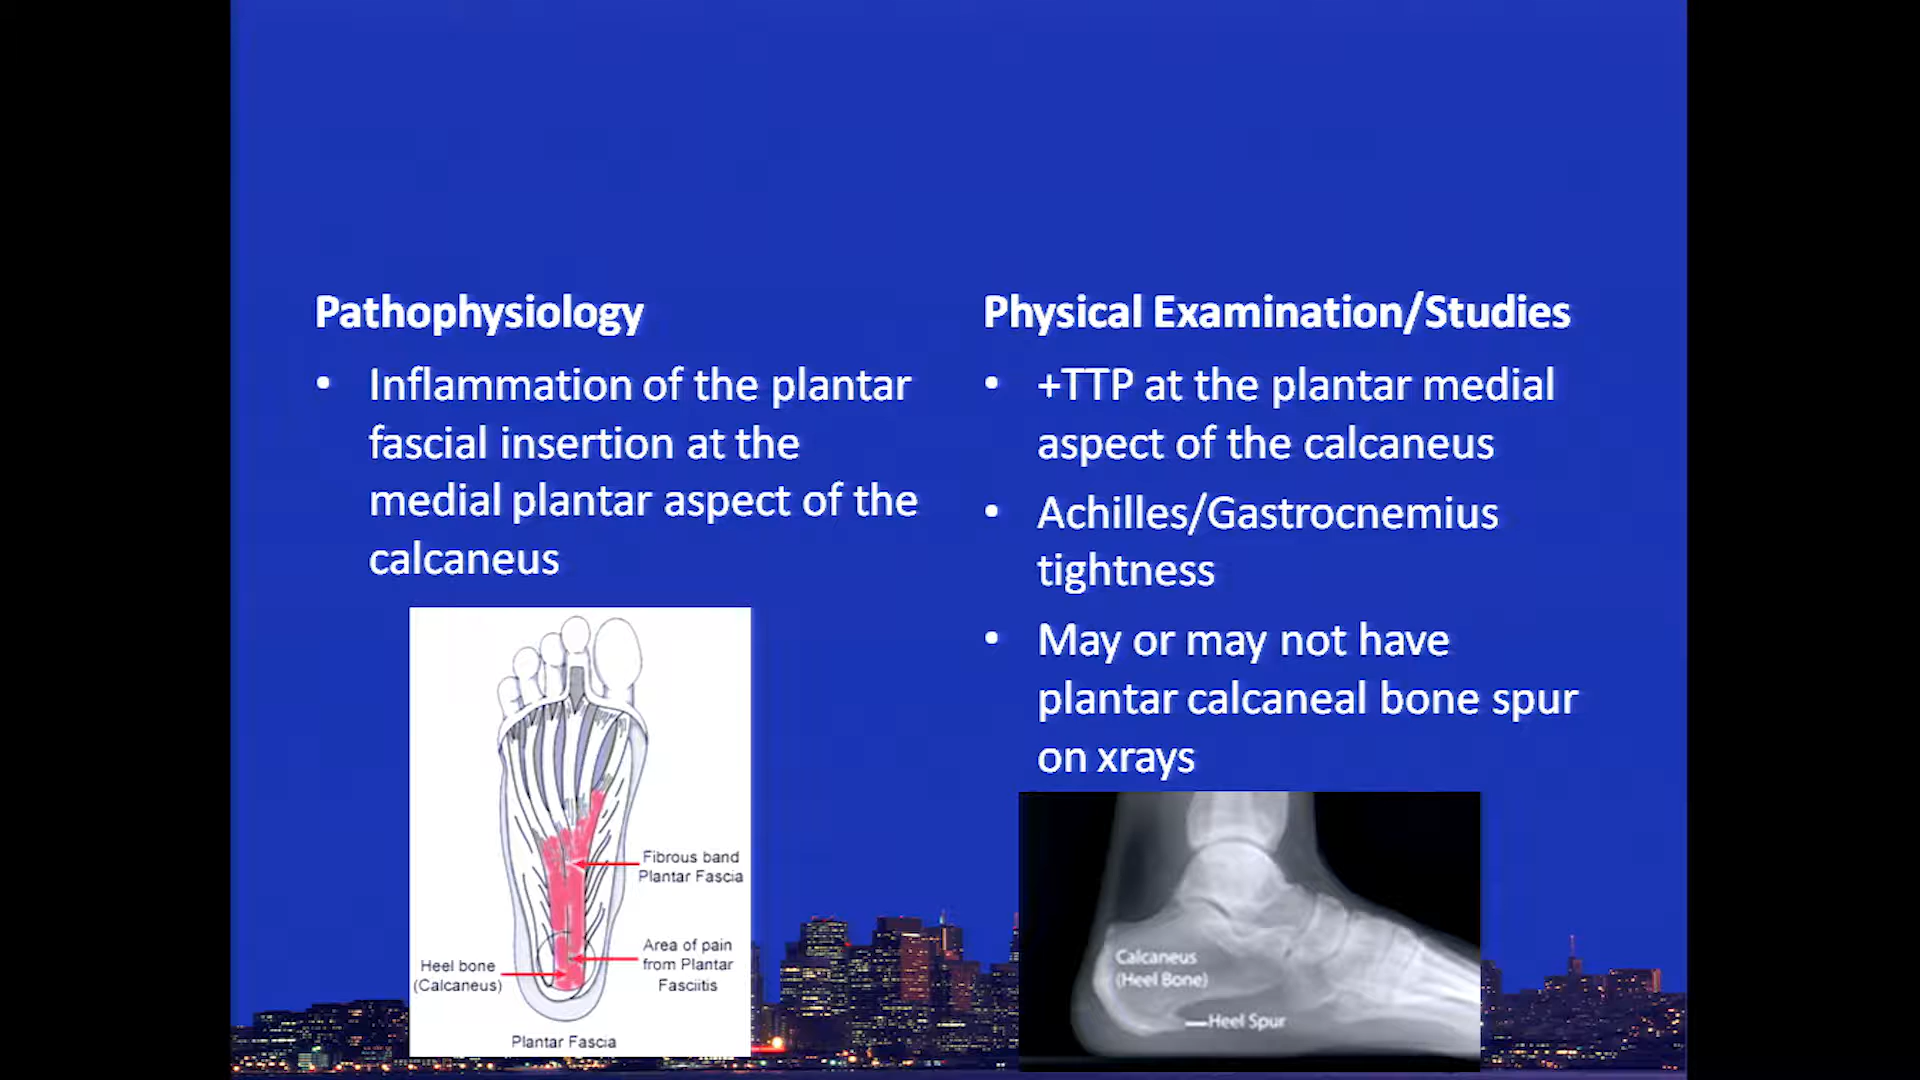 Pathophysiology
• Inflammation of the plantar
fascial insertion at the
medial plantar aspect of the
calcaneus
Fibrous band
Plantar Fascia
Area of pain
from Plantar
Fasciitis
Heel bone
(Calcaneus)
Plantar Fascia
Physical Examination/Studies
• +TTP at the plantar medial
aspect of the calcaneus
• Achilles/Gastrocnemius
tightness
• May or may not have
plantar calcaneal bone spur
on xrays
Calcaneus
(Heel Bone)
Heel Spur